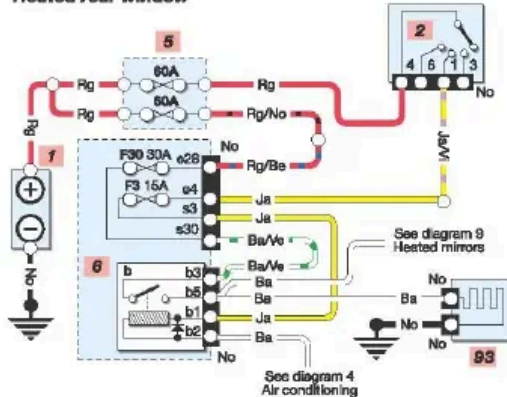 Heated rear window
5
60A
Rg
Rg
60A
Rg
Rg/No
Rg
1
No
2
4 6 1 3
No
Ja/Vi
No
F30 30A
e28
Rg/Be
F3 15A
e4
Ja
s3
Ja
s30
Ba/Ve
6
b
b3
Ba/Ve
Ba
b5
Be
b1
Ja
b2
Ba
No
See diagram 9
Heated mirrors
See diagram 4
Air conditioning
Ba
No
No
No
93